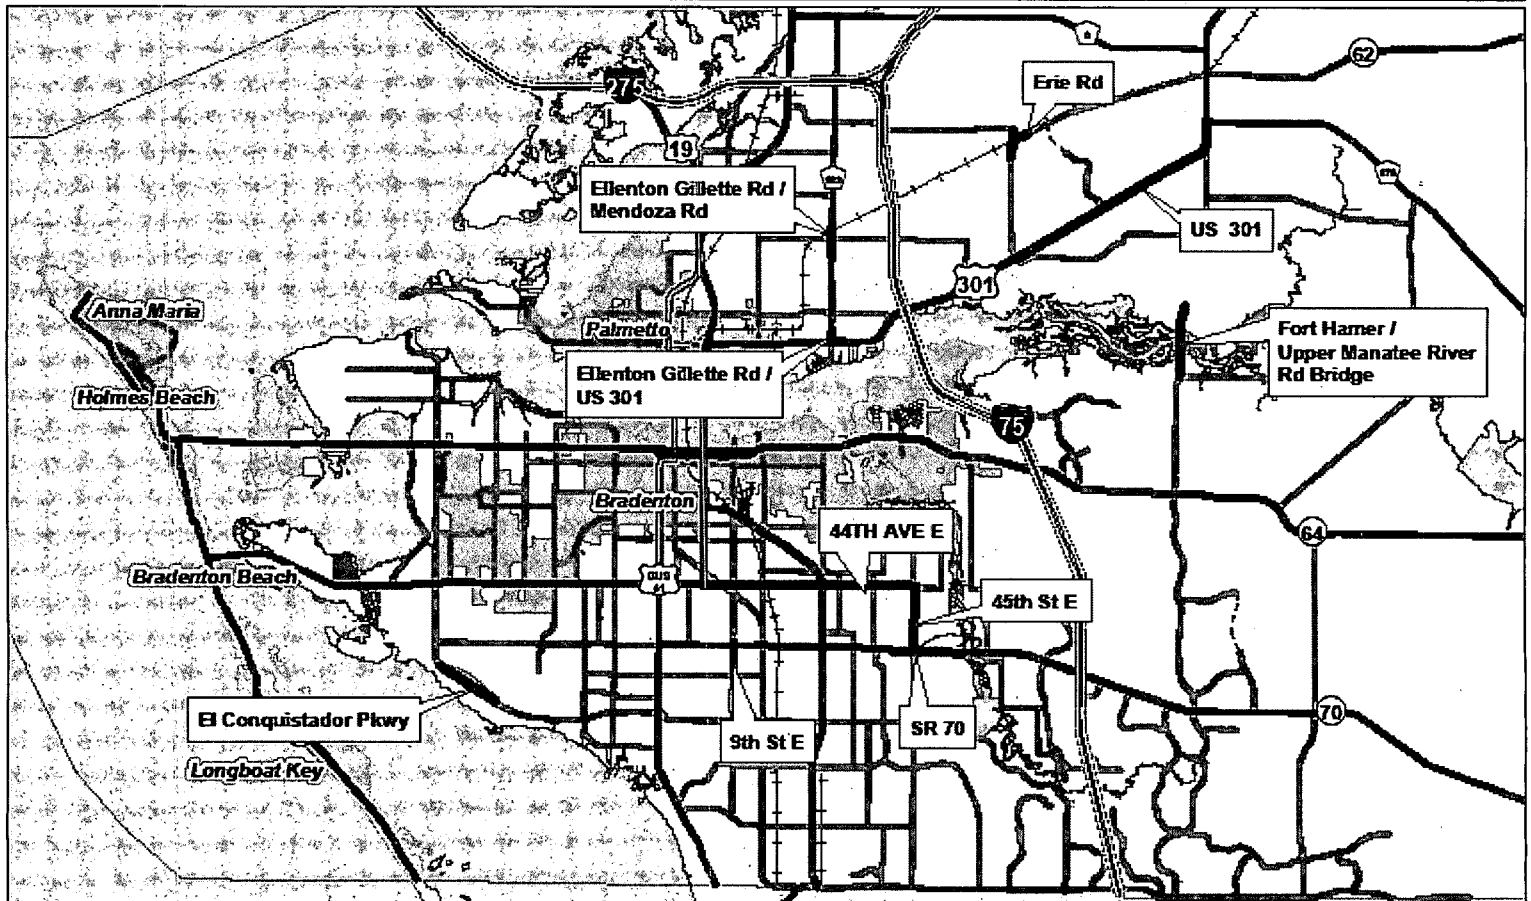 275
62
Erie Rd
19
Ellenton Gillette Rd /
Mendoza Rd
US 301
301
Anna Maria
Palmetto
Fort Hamer /
Upper Manatee River
Rd Bridge
Ellenton Gillette Rd /
US 301
Holmes Beach
75
Bradenton
44TH AVE E
64
Bradenton Beach
BUS
41
45th St E
El Conquistador Pkwy
9th St E
SR 70
70
Longboat Key